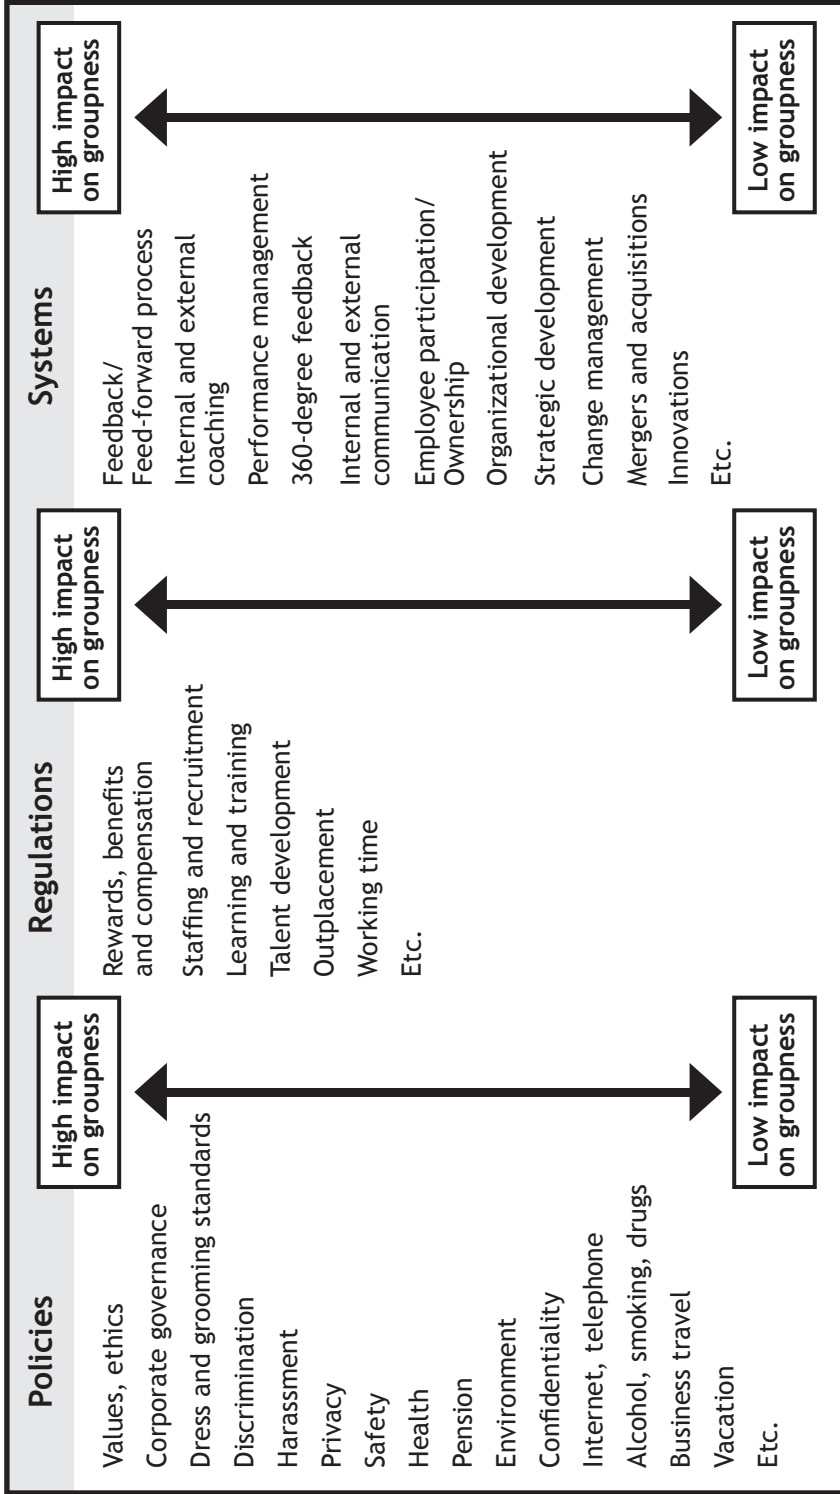 Policies
High impact
on groupness
Values, ethics
Corporate governance
Dress and grooming standards
Discrimination
Harassment
Privacy
Safety
Health
Pension
Environment
Confidentiality
Internet, telephone
Alcohol, smoking, drugs
Business travel
Vacation
Etc.
Low impact
on groupness
Regulations
High impact
on groupness
Rewards, benefits
and compensation
Staffing and recruitment
Learning and training
Talent development
Outplacement
Working time
Etc.
Low impact
on groupness
Systems
High impact
on groupness
Feedback/
Feed-forward process
Internal and external
coaching
Performance management
360-degree feedback
Internal and external
communication
Employee participation/
Ownership
Organizational development
Strategic development
Change management
Mergers and acquisitions
Innovations
Etc.
Low impact
on groupness